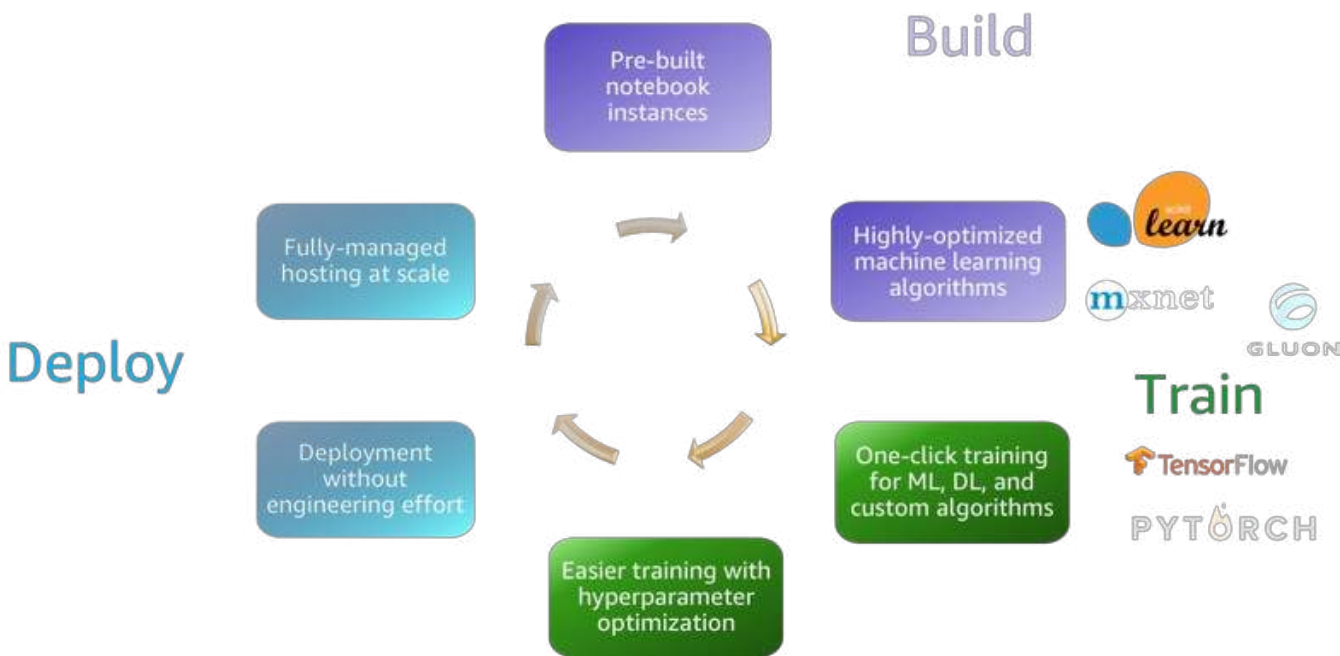 Build
Pre-built
notebook
instances
Highly-optimized
machine learning
algorithms
scikit
learn
mxnet
GLUON
Train
One-click training
for ML, DL, and
custom algorithms
TensorFlow
PYTORCH
Easier training with
hyperparameter
optimization
Deployment
without
engineering effort
Deploy
Fully-managed
hosting at scale